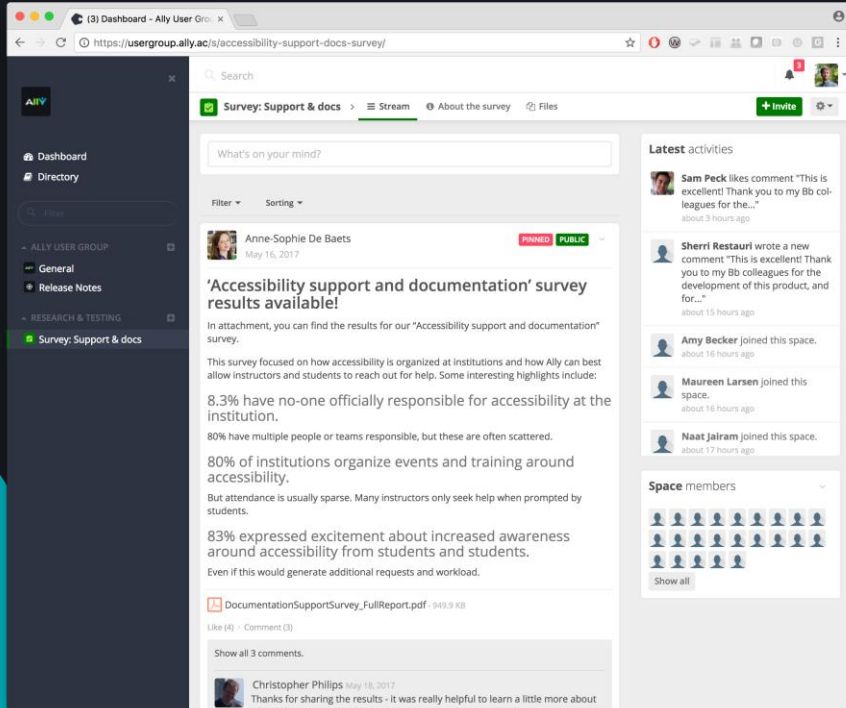 (3) Dashboard - Ally User Gro
https://usergroup.ally.ac/s/accessibility-support-docs-survey/
Ally
Dashboard
Directory
Filter
ALLY USER GROUP
General
Release Notes
RESEARCH & TESTING
Survey: Support & docs
Search
3
Survey: Support & docs > Stream About the survey Files
+ Invite
What's on your mind?
Filter Sorting
Anne-Sophie De Baets
May 16, 2017
PINNED PUBLIC
‘Accessibility support and documentation’ survey
results available!
In attachment, you can find the results for our “Accessibility support and documentation”
survey.
This survey focused on how accessibility is organized at institutions and how Ally can best
allow instructors and students to reach out for help. Some interesting highlights include:
8.3% have no-one officially responsible for accessibility at the
institution.
80% have multiple people or teams responsible, but these are often scattered.
80% of institutions organize events and training around
accessibility.
But attendance is usually sparse. Many instructors only seek help when prompted by
students.
83% expressed excitement about increased awareness
around accessibility from students and students.
Even if this would generate additional requests and workload.
DocumentationSupportSurvey_FullReport.pdf - 949.9 KB
Like (4) · Comment (3)
Show all 3 comments.
Christopher Philips May 18, 2017
Thanks for sharing the results - it was really helpful to learn a little more about
Latest activities
Sam Peck likes comment "This is
excellent! Thank you to my Bb col-
leagues for the..."
about 3 hours ago
Sherri Restauri wrote a new
comment "This is excellent! Thank
you to my Bb colleagues for the
development of this product, and
for..."
about 15 hours ago
Amy Becker joined this space.
about 16 hours ago
Maureen Larsen joined this
space.
about 16 hours ago
Naat Jairam joined this space.
about 17 hours ago
Space members
Show all